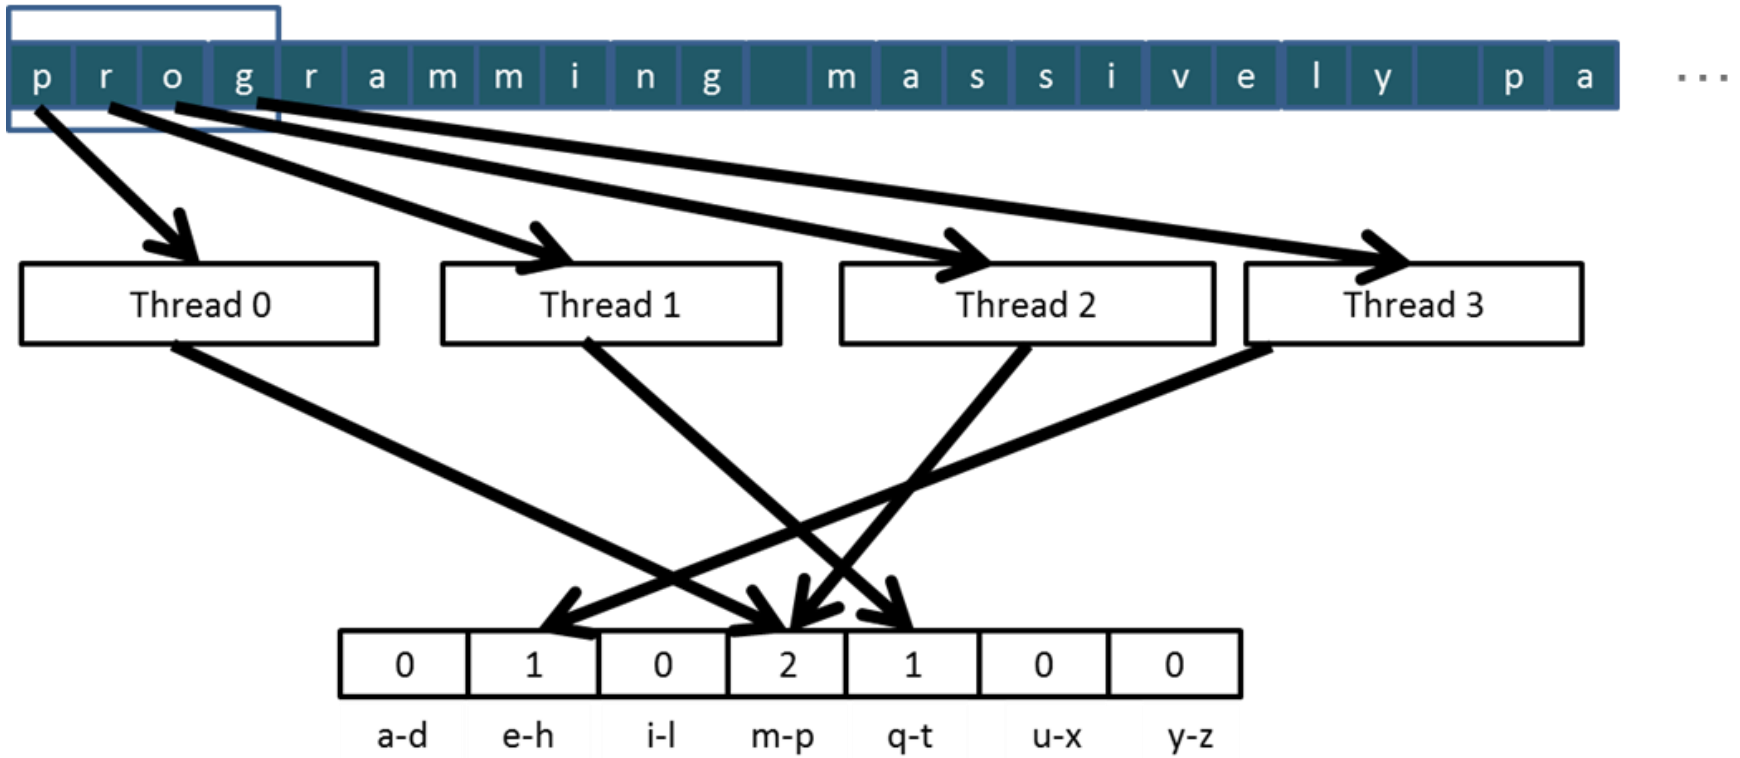 p r o g r a m m i n g m a s s i v e l y p a ...
Thread 0 Thread 1 Thread 2 Thread 3
0 1 0 2 1 0 0
a-d e-h i-l m-p q-t u-x y-z